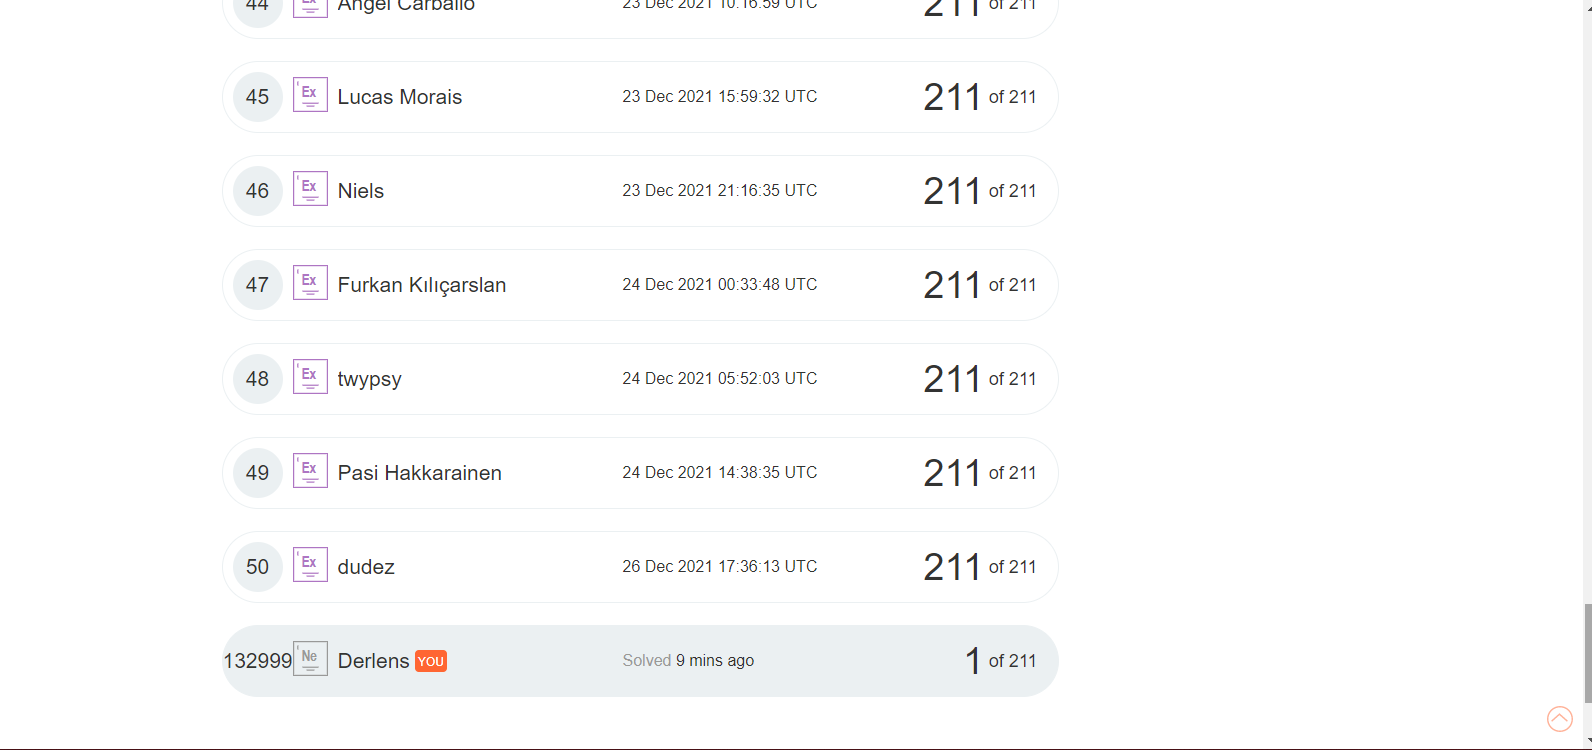 44 Ex Angel Carballo 23 Dec 2021 10:16:59 UTC 211 of 211
45 Ex Lucas Morais 23 Dec 2021 15:59:32 UTC 211 of 211
46 Ex Niels 23 Dec 2021 21:16:35 UTC 211 of 211
47 Ex Furkan Kılıçarslan 24 Dec 2021 00:33:48 UTC 211 of 211
48 Ex twypsy 24 Dec 2021 05:52:03 UTC 211 of 211
49 Ex Pasi Hakkarainen 24 Dec 2021 14:38:35 UTC 211 of 211
50 Ex dudez 26 Dec 2021 17:36:13 UTC 211 of 211
132999 Ne Derlens YOU Solved 9 mins ago 1 of 211